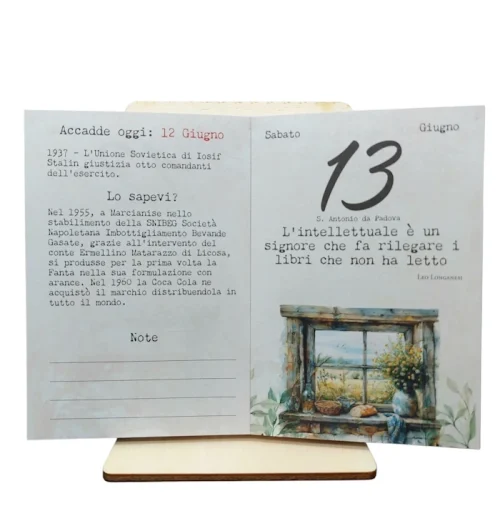 Accadde oggi: 12 Giugno
1937 - L'Unione Sovietica di Iosif
Stalin giustizia otto comandanti
dell'esercito.
Lo sapevi?
Nel 1955, a Marcianise nello
stabilimento della SNIBEG Società
Napoletana Imbottigliamento Bevande
Gasate, grazie all'intervento del
conte Ermellino Matarazzo di Licosa,
si produsse per la prima volta la
Fanta nella sua formulazione con
arance. Nel 1960 la Coca Cola ne
acquistò il marchio distribuendola in
tutto il mondo.
Note
Sabato
Giugno
13
S. Antonio da Padova
L'intellettuale è un
signore che fa rilegare i
libri che non ha letto
Leo Longanesi